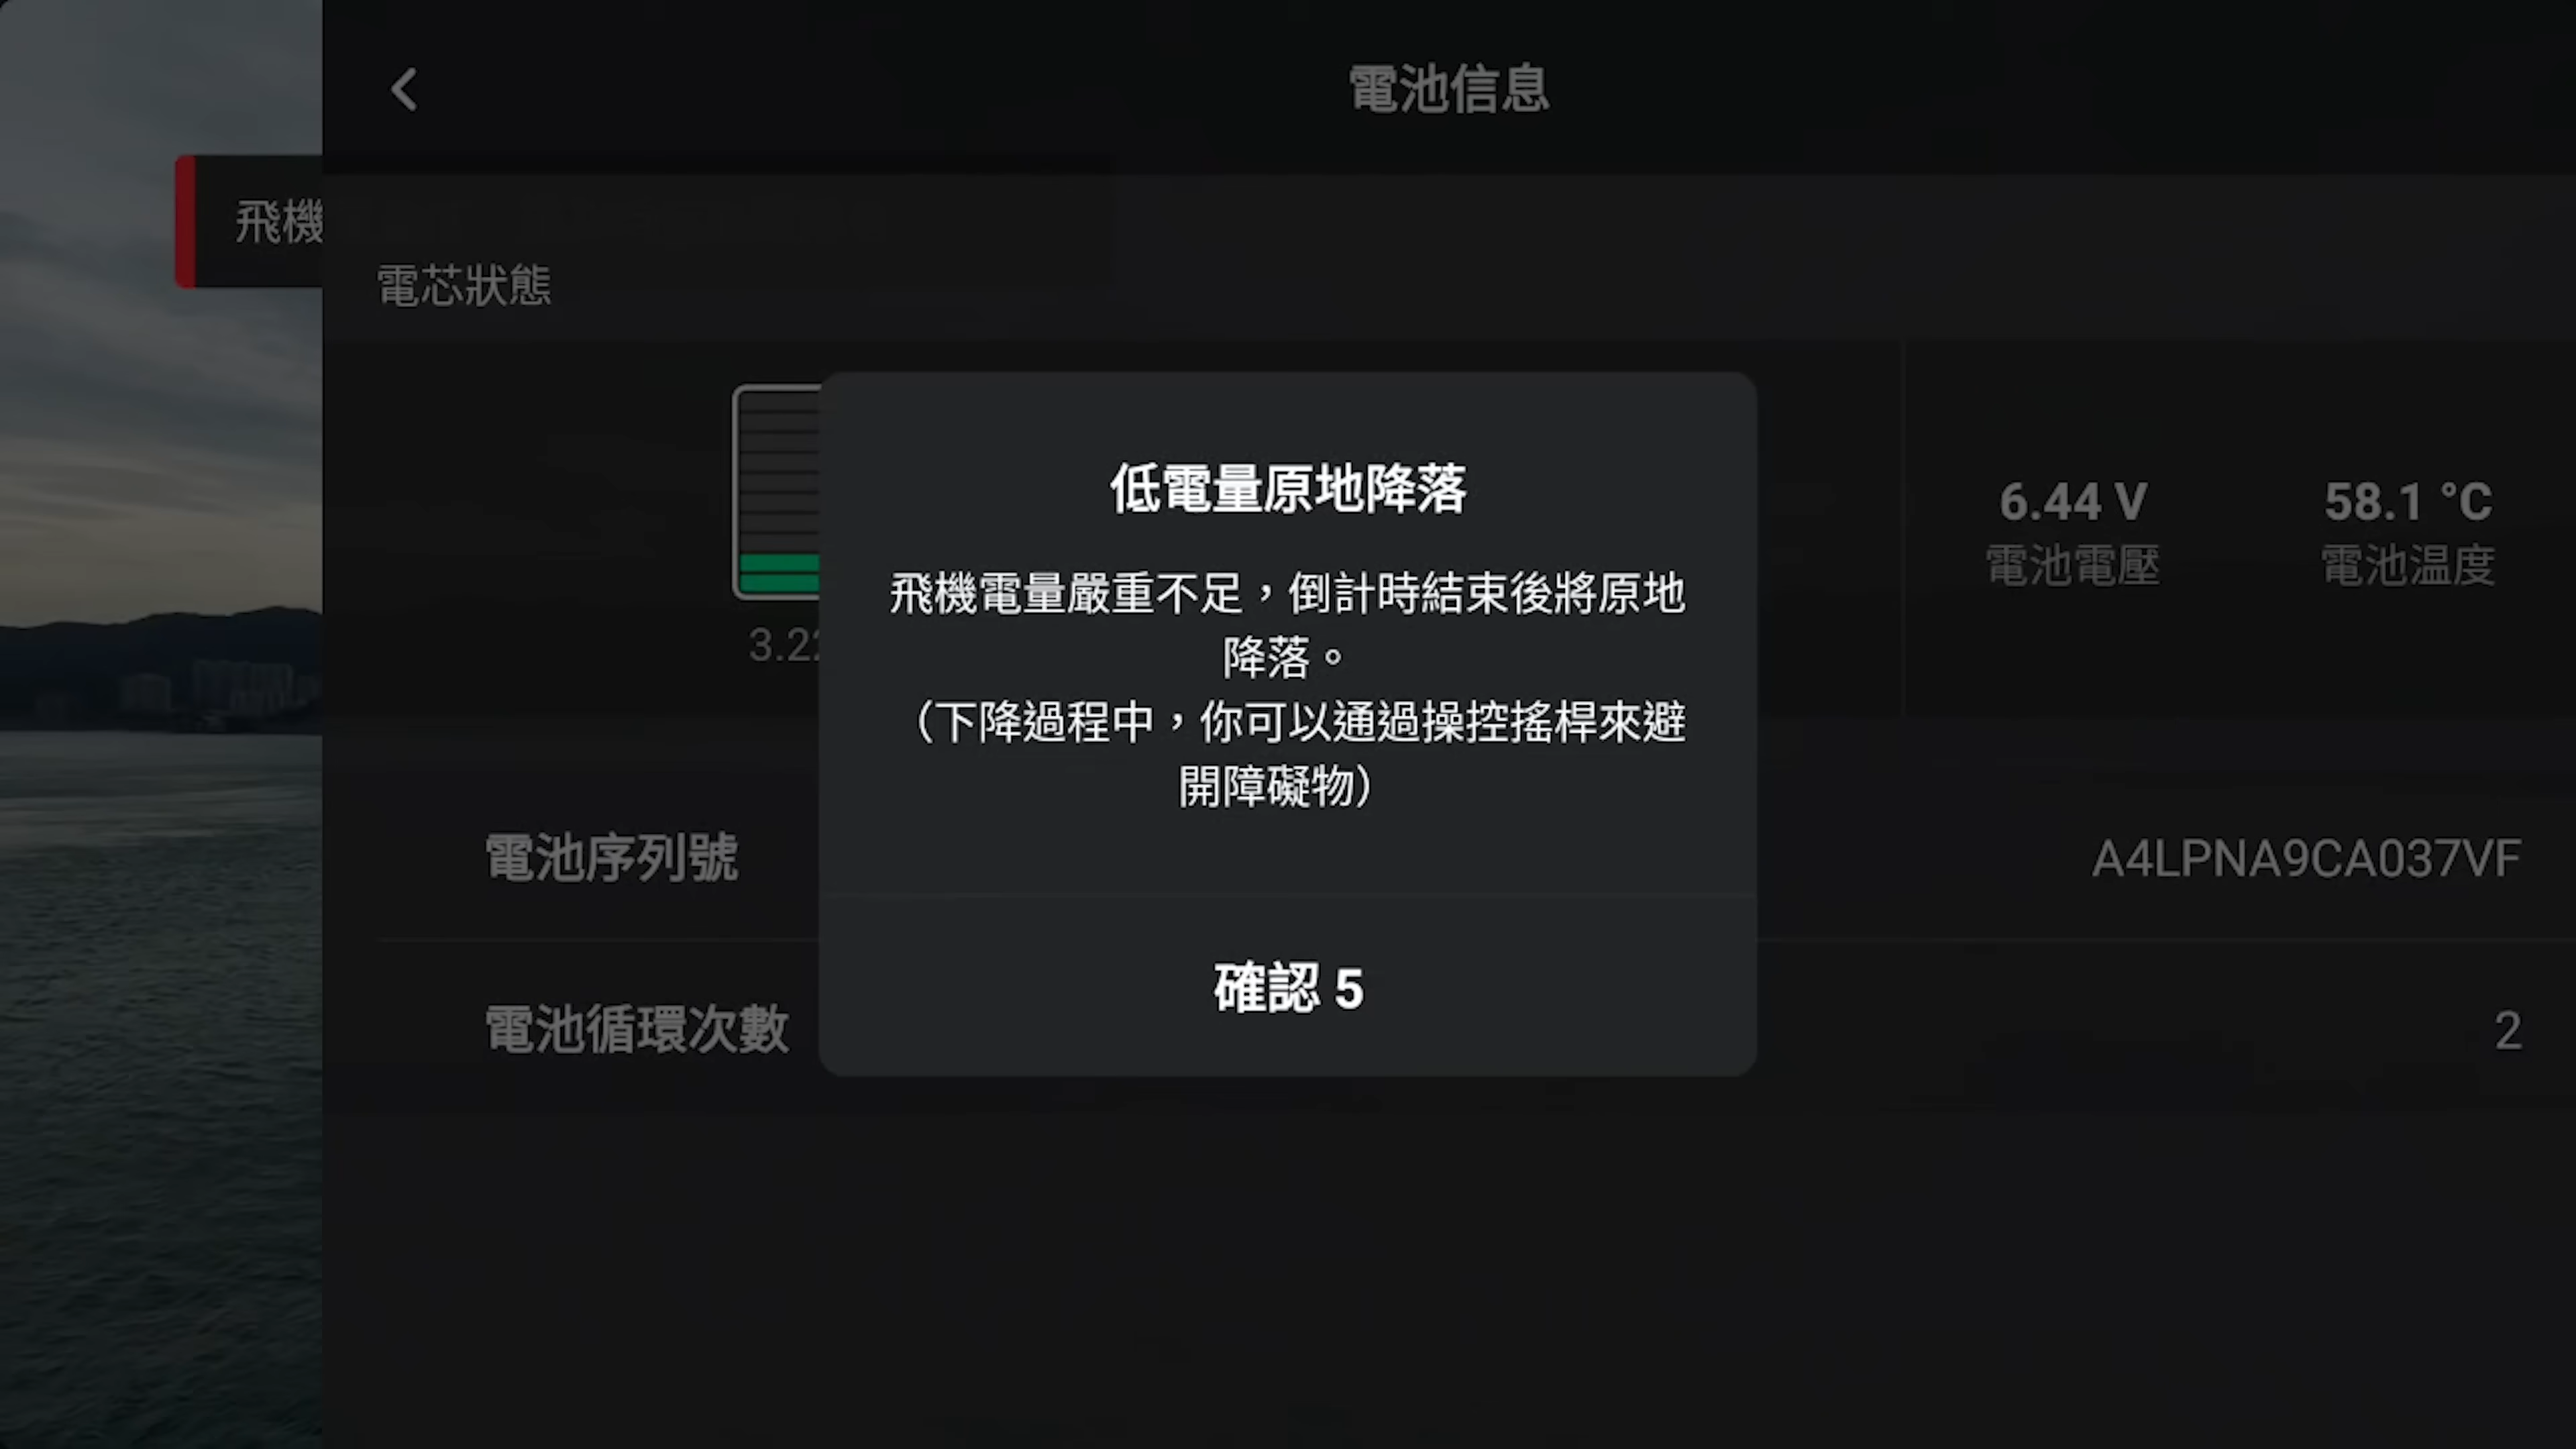 電池信息
飛機
電芯狀態
低電量原地降落
飛機電量嚴重不足，倒計時結束後將原地
降落。
（下降過程中，你可以通過操控搖桿來避
開障礙物）
確認 5
3.22
6.44 V
電池電壓
58.1 °C
電池温度
電池序列號
A4LPNA9CA037VF
電池循環次數
2